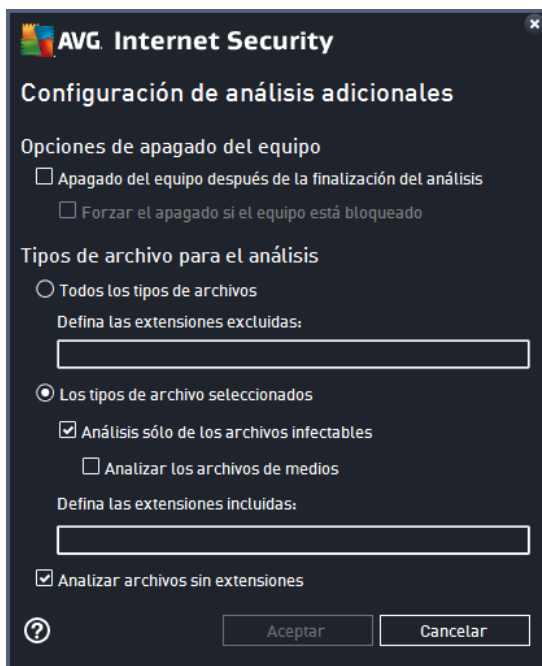 AVG. Internet Security
Configuración de análisis adicionales
Opciones de apagado del equipo
Apagado del equipo después de la finalización del análisis
Forzar el apagado si el equipo está bloqueado
Tipos de archivo para el análisis
Todos los tipos de archivos
Defina las extensiones excluidas:
Los tipos de archivo seleccionados
Análisis sólo de los archivos infectables
Analizar los archivos de medios
Defina las extensiones incluidas:
Analizar archivos sin extensiones
Aceptar Cancelar